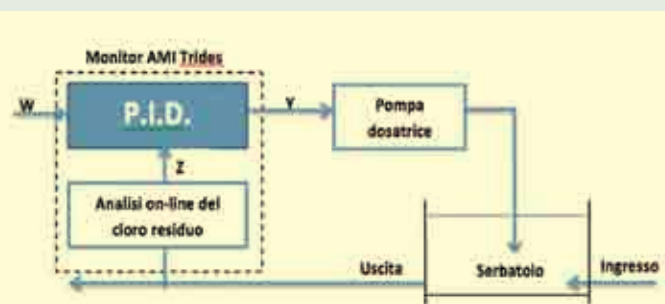 Monitor AMI Trides
W
P.I.D.
Y
Pompa
dosatrice
Z
Analisi on-line del
cloro residuo
Uscita
Serbatoio
Ingresso